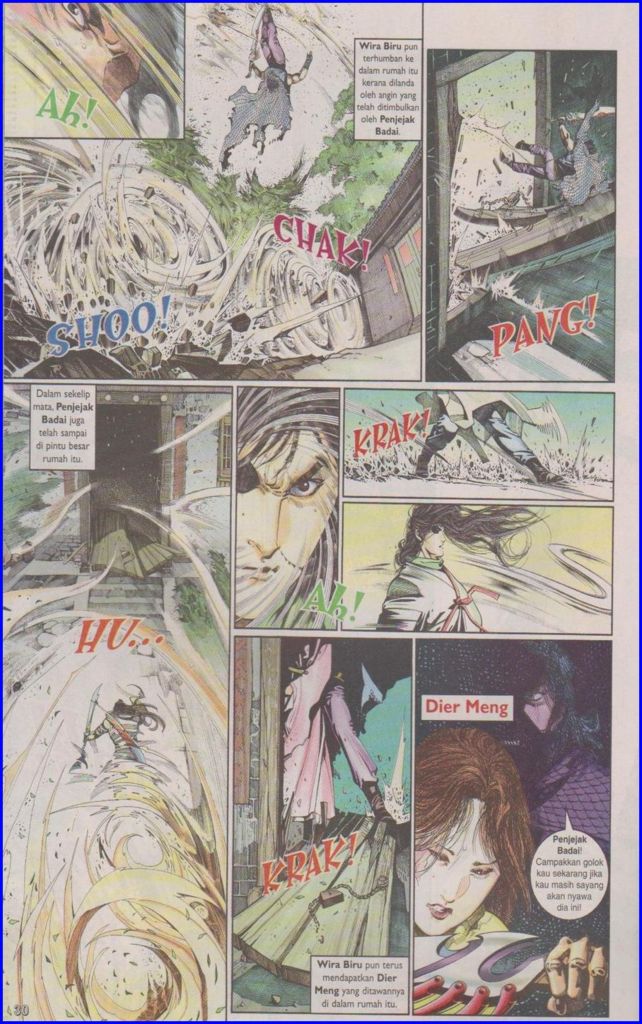 Ah!
Wira Biru pun
terhumban ke
dalam rumah itu
kerana dilanda
oleh angin yang
telah ditimbulkan
oleh Penjejak
Badai.
CHAK!
SHOO!
PANG!
Dalam sekelip
mata, Penjejak
Badai juga
telah sampai
di pintu besar
rumah itu.
KRAK!
Ah!
HU...
KRAK!
Wira Biru pun terus
mendapatkan Dier
Meng yang ditawannya
di dalam rumah itu.
Dier Meng
Penjejak
Badai!
Campakkan golok
kau sekarang jika
kau masih sayang
akan nyawa
dia ini!
30